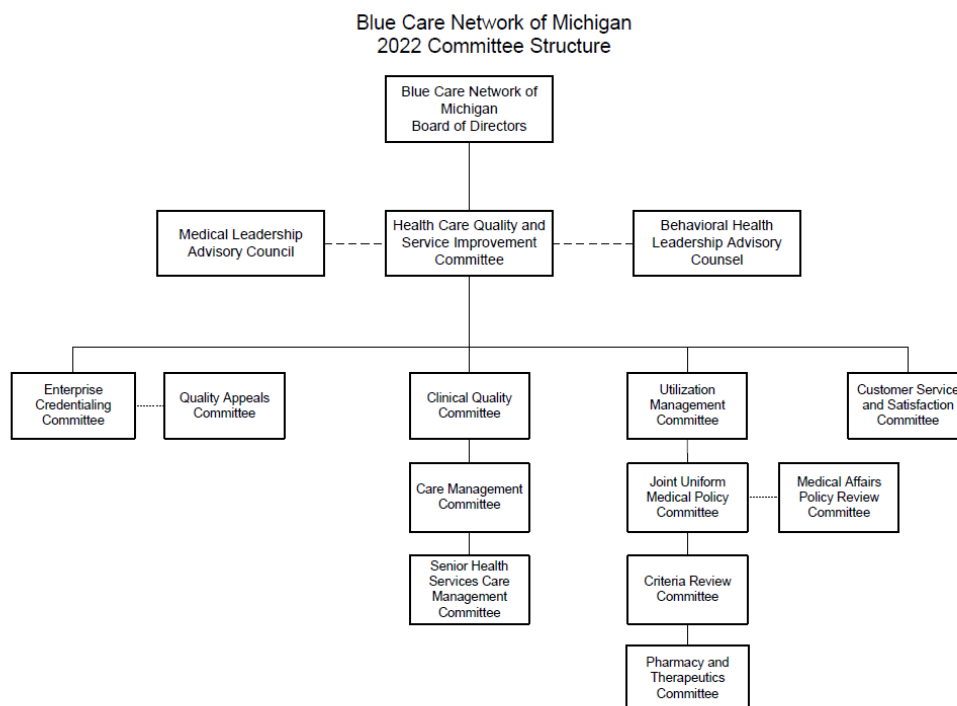 Blue Care Network of Michigan
2022 Committee Structure
Blue Care Network of
Michigan
Board of Directors
Medical Leadership
Advisory Council
Health Care Quality and
Service Improvement
Committee
Behavioral Health
Leadership Advisory
Counsel
Enterprise
Credentialing
Committee
Quality Appeals
Committee
Clinical Quality
Committee
Utilization
Management
Committee
Customer Service
and Satisfaction
Committee
Care Management
Committee
Joint Uniform
Medical Policy
Committee
Medical Affairs
Policy Review
Committee
Senior Health
Services Care
Management
Committee
Criteria Review
Committee
Pharmacy and
Therapeutics
Committee